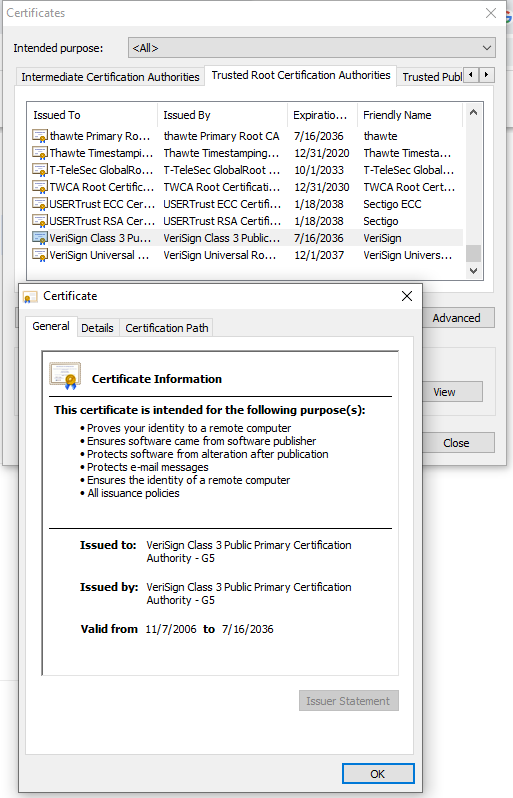 Certificates
Intended purpose: <All>
Intermediate Certification Authorities Trusted Root Certification Authorities Trusted Publ
Issued To Issued By Expiratio... Friendly Name
thawte Primary Ro... thawte Primary Root CA 7/16/2036 thawte
Thawte Timestamping... Thawte Timestamping... 12/31/2020 Thawte Timesta...
T-TeleSec GlobalRoo... T-TeleSec GlobalRoot ... 10/1/2033 T-TeleSec Global...
TWCA Root Certific... TWCA Root Certificati... 12/31/2030 TWCA Root Cert...
USERTrust ECC Cer... USERTrust ECC Certific... 1/18/2038 Sectigo ECC
USERTrust RSA Cer... USERTrust RSA Certific... 1/18/2038 Sectigo
VeriSign Class 3 Pu... VeriSign Class 3 Public... 7/16/2036 VeriSign
VeriSign Universal ... VeriSign Universal Ro... 12/1/2037 VeriSign Univers...
Advanced
View
Close
Certificate
General Details Certification Path
Certificate Information
This certificate is intended for the following purpose(s):
• Proves your identity to a remote computer
• Ensures software came from software publisher
• Protects software from alteration after publication
• Protects e-mail messages
• Ensures the identity of a remote computer
• All issuance policies
Issued to: VeriSign Class 3 Public Primary Certification
Authority - G5
Issued by: VeriSign Class 3 Public Primary Certification
Authority - G5
Valid from 11/7/2006 to 7/16/2036
Issuer Statement
OK